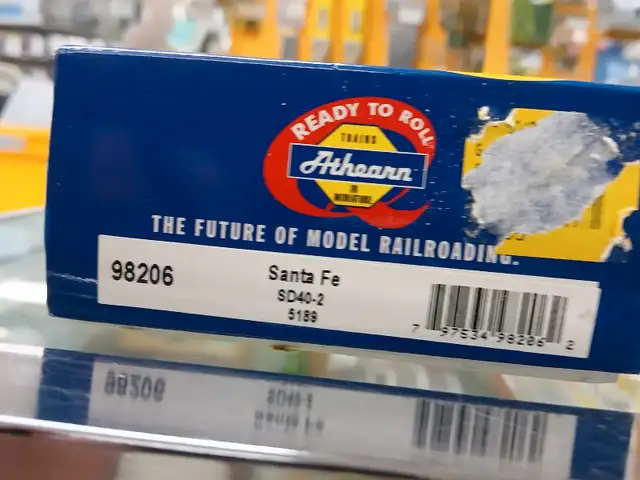 READY TO ROLL
TRAINS
Athearn
IN
MINIATURE
THE FUTURE OF MODEL RAILROADING.
98206
Santa Fe
SD40-2
5189
7 97534 98206 2